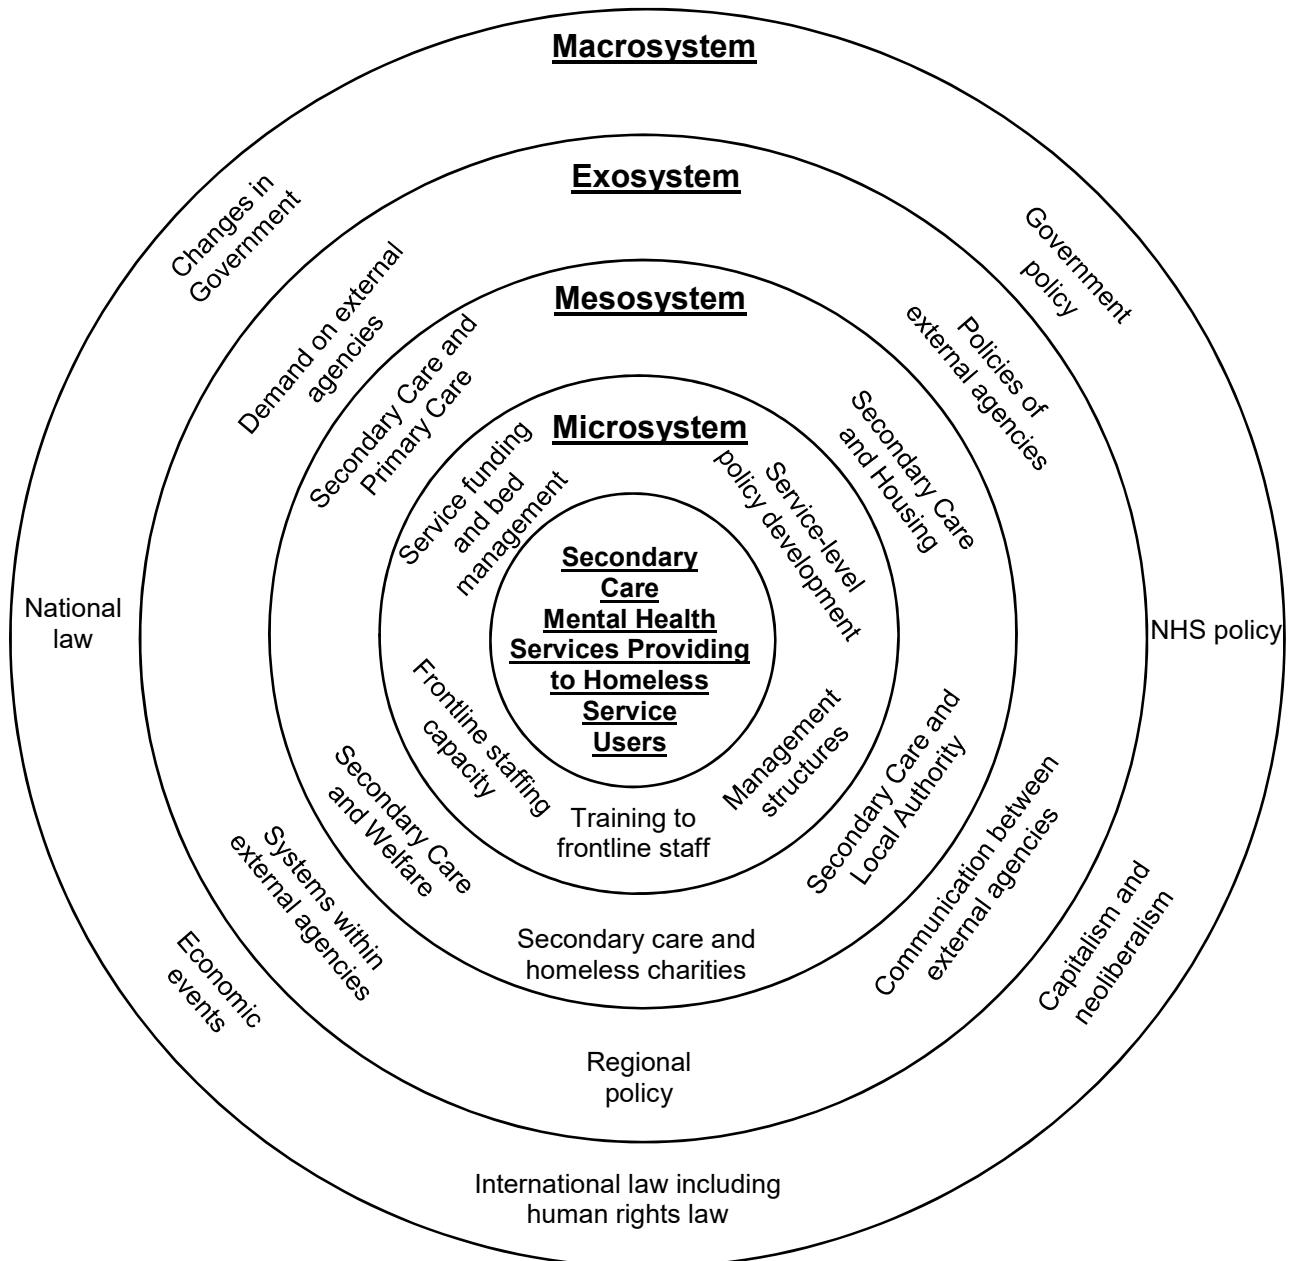 Macrosystem
Changes in
Government
Government
policy
National
law
NHS policy
Economic
events
Capitalism and
neoliberalism
International law including
human rights law
Exosystem
Demand on external
agencies
Policies of
external agencies
Systems within
external agencies
Communication between
external agencies
Regional
policy
Mesosystem
Secondary Care and
Primary Care
Secondary Care
and Housing
Secondary Care
and Welfare
Secondary Care and
Local Authority
Secondary care and
homeless charities
Microsystem
Service funding
and bed
management
Service-level
policy development
Frontline staffing
capacity
Management
structures
Training to
frontline staff
Secondary
Care
Mental Health
Services Providing
to Homeless
Service
Users